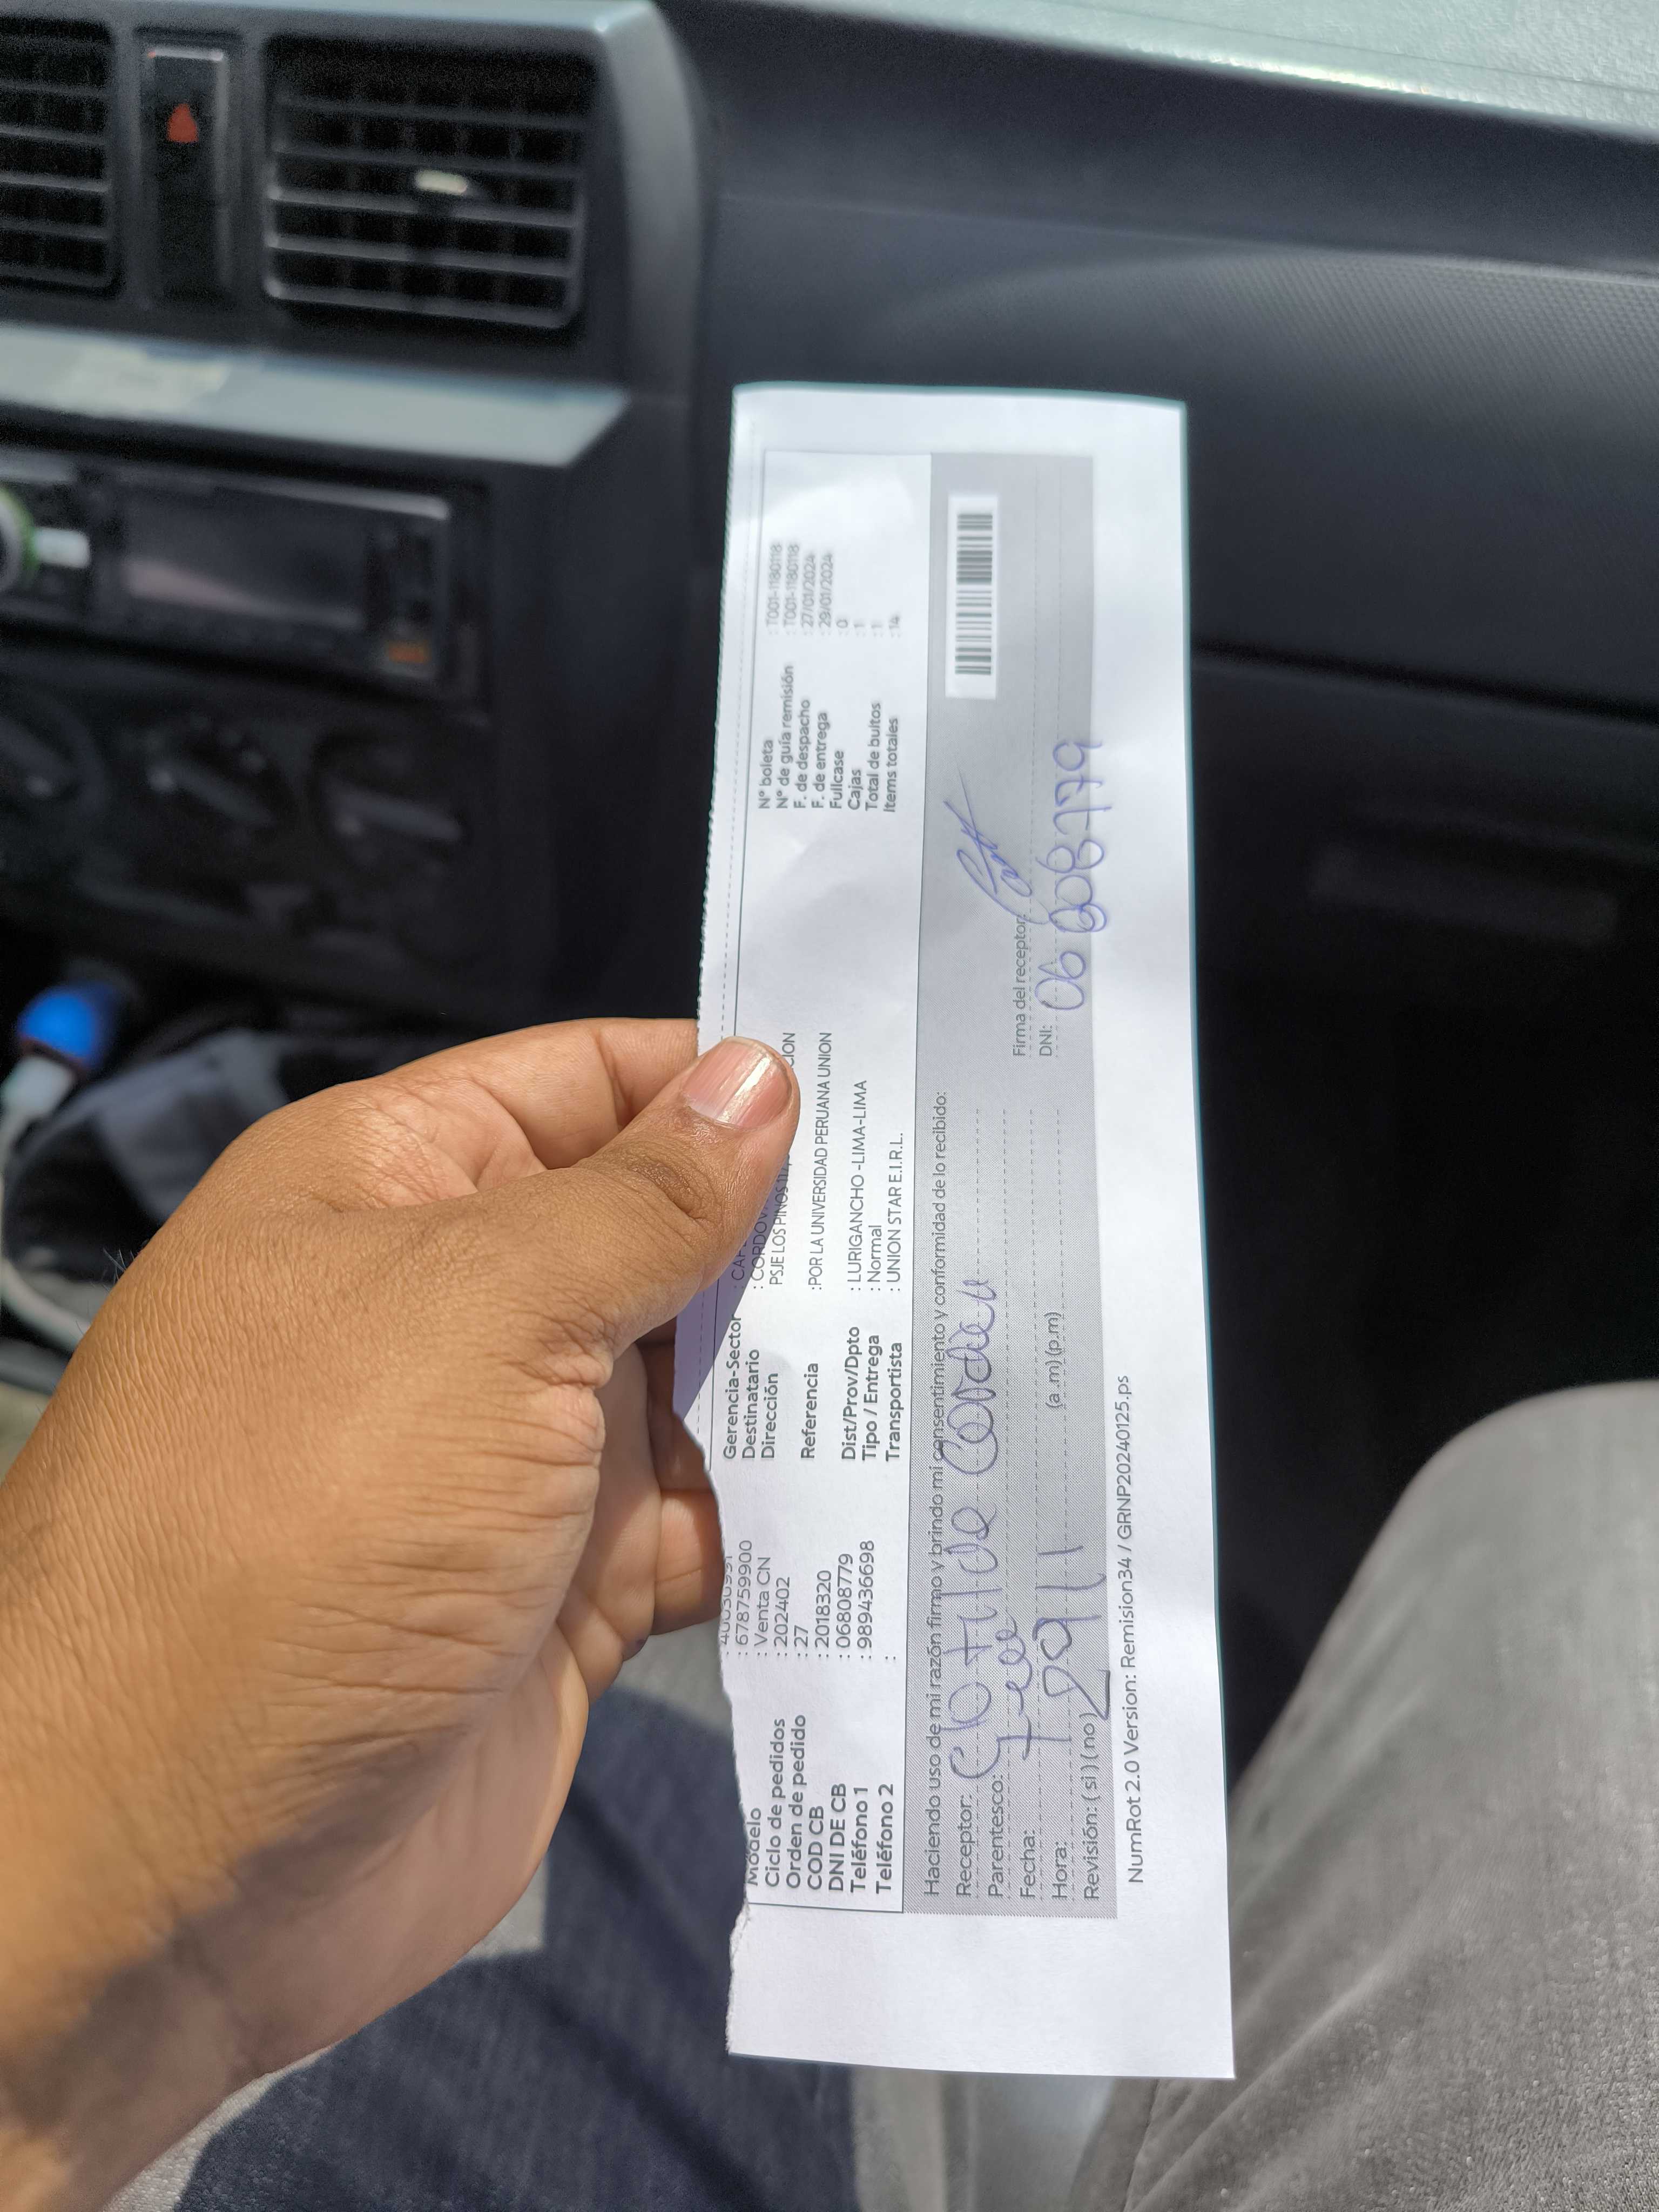 : 678759900
Modelo : Venta CN
Ciclo de pedidos : 202402
Orden de pedido : 27
COD CB : 2018320
DNI DE CB : 06808779
Teléfono 1 : 989436698
Teléfono 2 :
Gerencia-Sector
Destinatario
Dirección : PSJE LOS PINOS
Referencia : POR LA UNIVERSIDAD PERUANA UNION
Dist/Prov/Dpto : LURIGANCHO -LIMA-LIMA
Tipo / Entrega : Normal
Transportista : UNION STAR E.I.R.L.
N° boleta : T001-1180118
N° de guía remisión : T001-1180118
F. de despacho : 27/01/2024
F. de entrega : 29/01/2024
Fullcase : 0
Cajas : 1
Total de bultos : 1
Items totales : 14
Haciendo uso de mi razón firmo y brindo mi consentimiento y conformidad de lo recibido:
Receptor: Clotilde
Parentesco:
Fecha:
Hora: (a .m) (p.m)
Revisión: ( si ) ( no )
Firma del receptor:
DNI: 06808779
NumRot 2.0 Version: Remision34 / GRNP20240125.ps